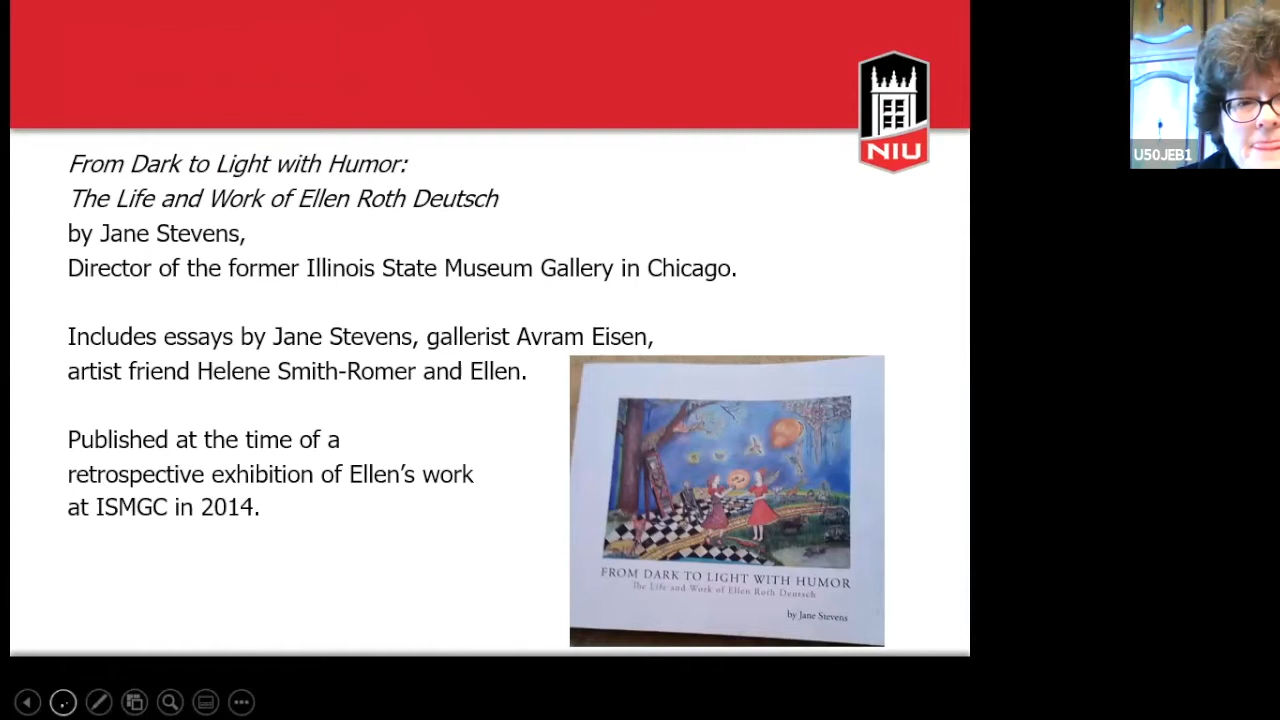 From Dark to Light with Humor:
The Life and Work of Ellen Roth Deutsch
by Jane Stevens,
Director of the former Illinois State Museum Gallery in Chicago.
Includes essays by Jane Stevens, gallerist Avram Eisen,
artist friend Helene Smith-Romer and Ellen.
Published at the time of a
retrospective exhibition of Ellen's work
at ISMGC in 2014.
FROM DARK TO LIGHT WITH HUMOR
The Life and Work of Ellen Roth Deutsch
by Jane Stevens
NIU
U50JEB1